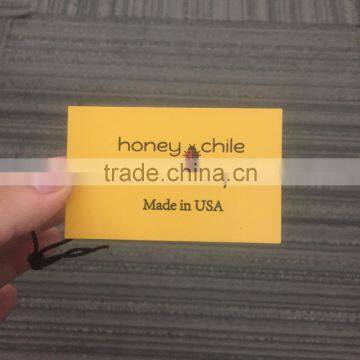 honey chile
trade.china.cn
Made in USA